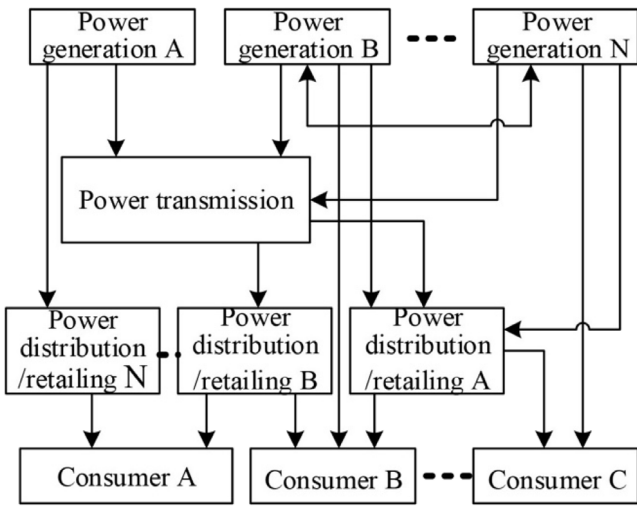 Power
generation A
Power
generation B
Power
generation N
Power transmission
Power
distribution
/retailing N
Power
distribution
/retailing B
Power
distribution
/retailing A
Consumer A
Consumer B
Consumer C